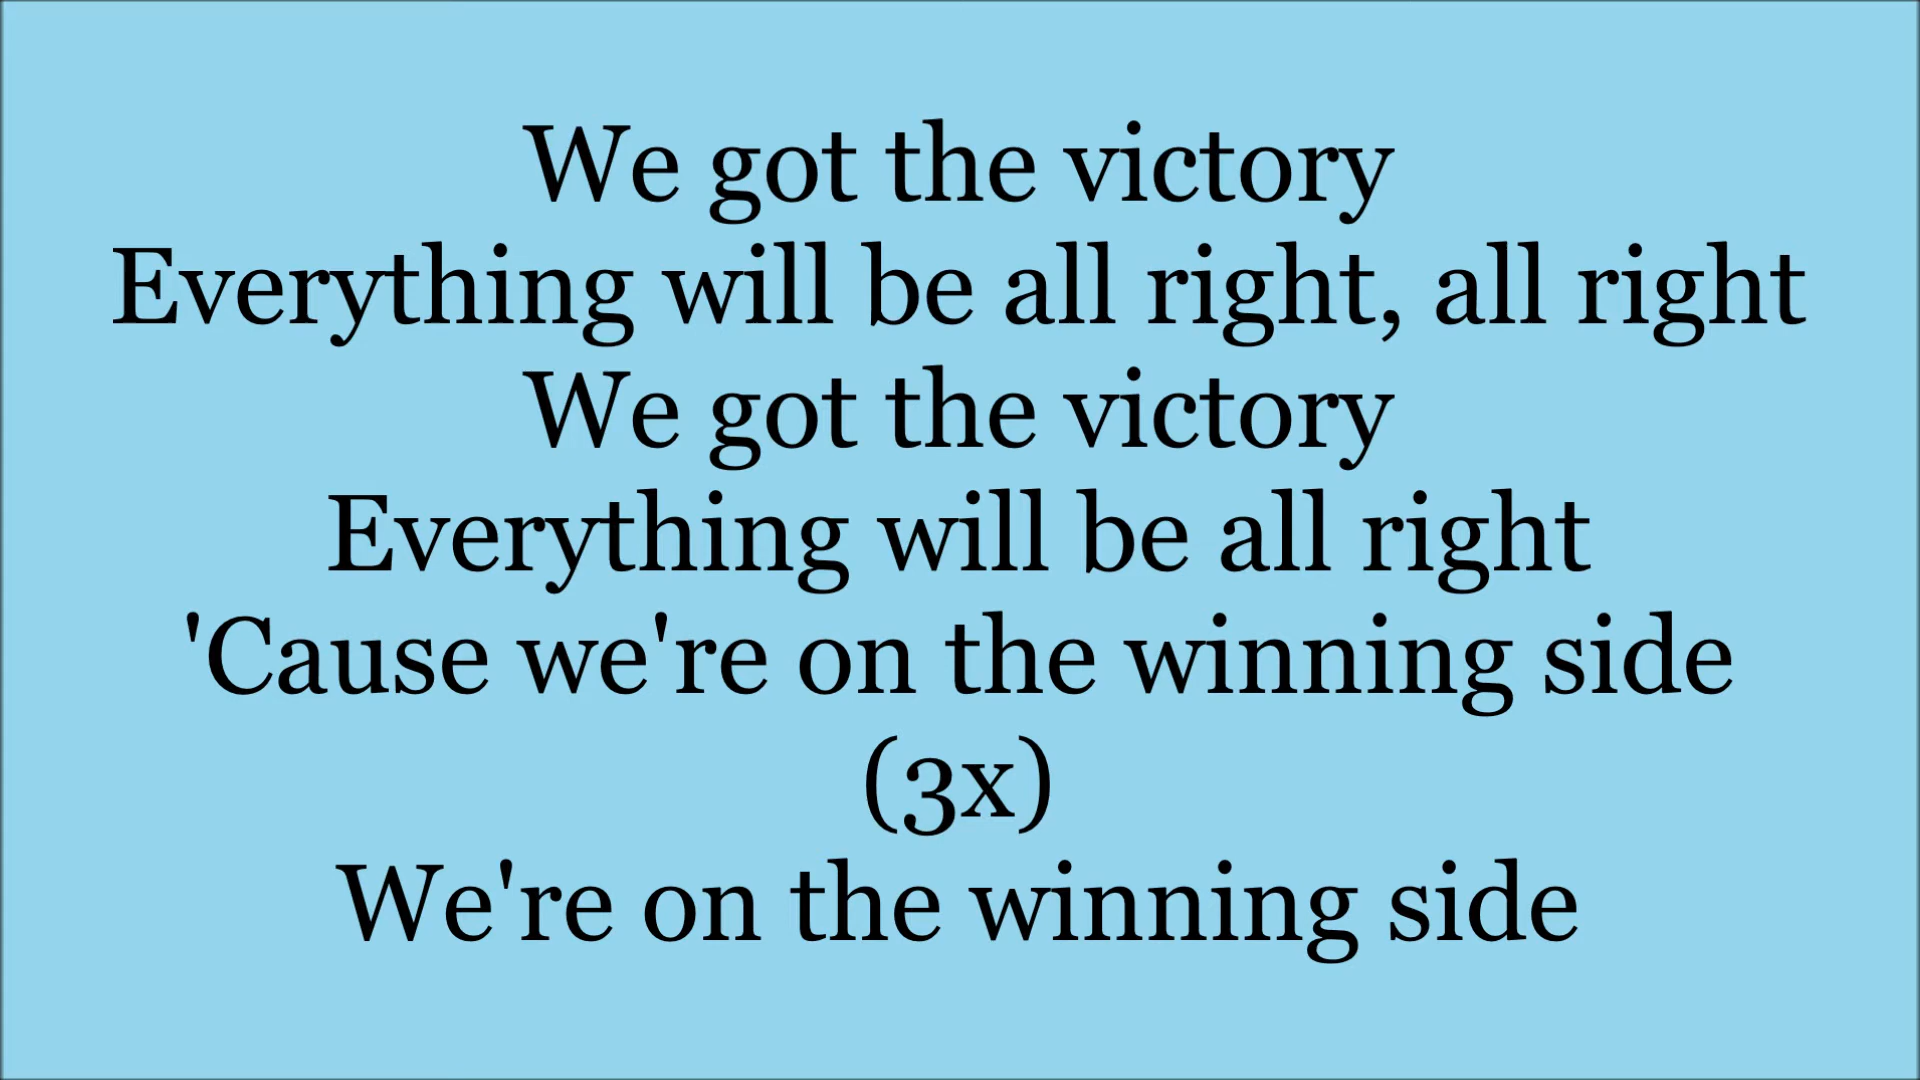 We got the victory
Everything will be all right, all right
We got the victory
Everything will be all right
'Cause we're on the winning side
(3x)
We're on the winning side